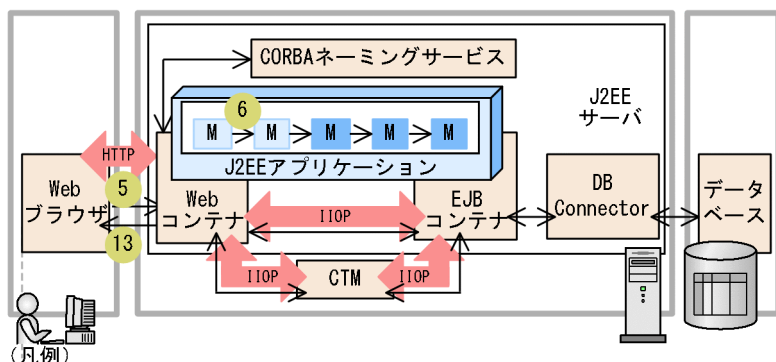 CORBAネーミングサービス
6
M M M M M
J2EEアプリケーション
J2EE
サーバ
HTTP
Web
ブラウザ
5
13
Web
コンテナ
IIOP
EJB
コンテナ
DB
Connector
データ
ベース
IIOP
CTM
IIOP
(凡例)